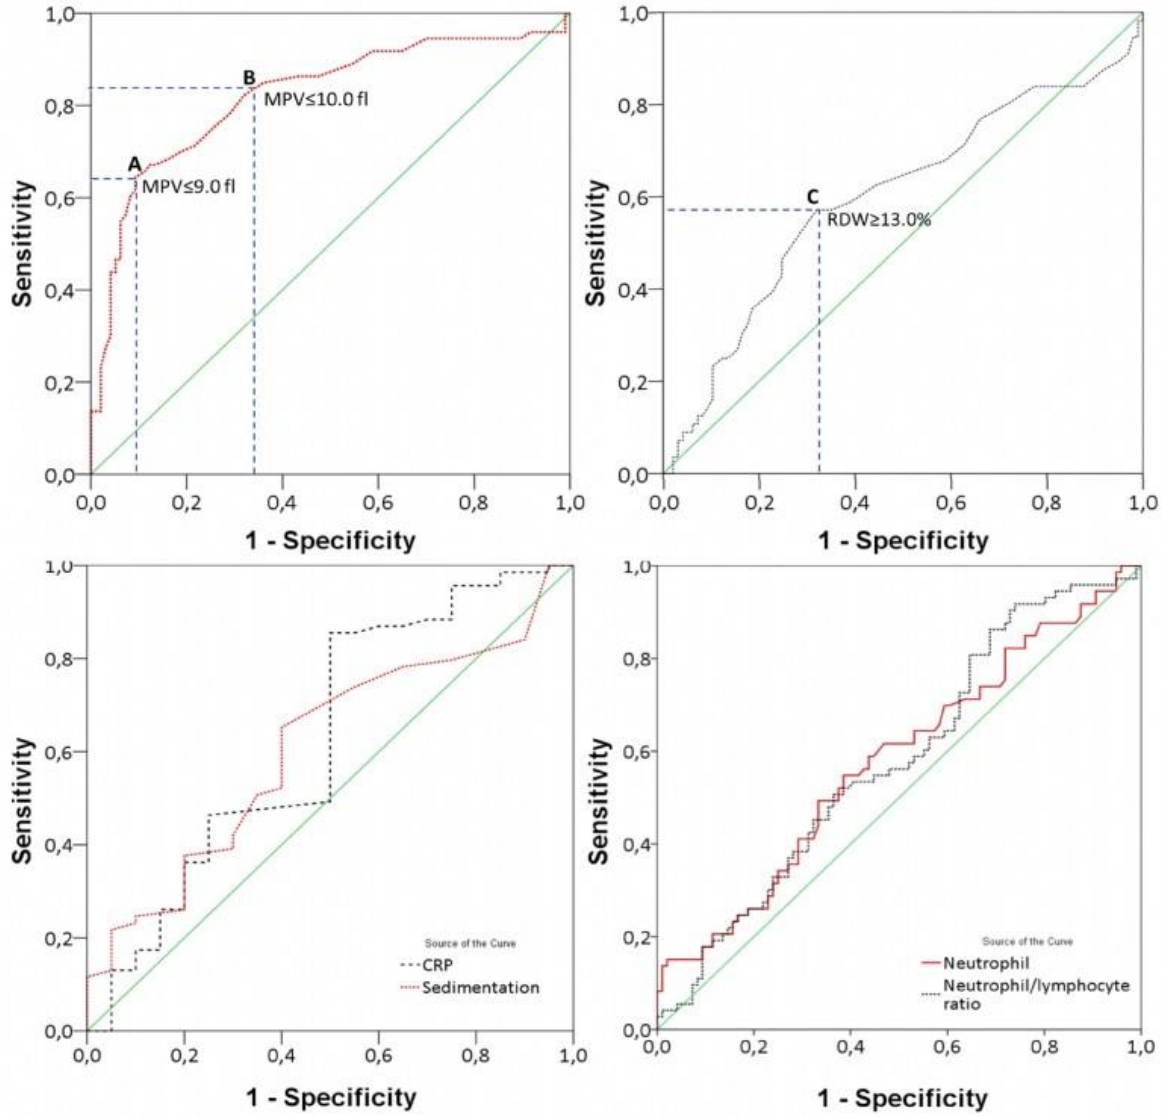 1,0
0,8
0,6
0,4
0,2
0,0
Sensitivity
B
MPV≤10.0 fl
A
MPV≤9.0 fl
0,0 0,2 0,4 0,6 0,8 1,0
1 - Specificity
1,0
0,8
0,6
0,4
0,2
0,0
Sensitivity
C
RDW≥13.0%
0,0 0,2 0,4 0,6 0,8 1,0
1 - Specificity
1,0
0,8
0,6
0,4
0,2
0,0
Sensitivity
Source of the Curve
CRP
Sedimentation
0,0 0,2 0,4 0,6 0,8 1,0
1 - Specificity
1,0
0,8
0,6
0,4
0,2
0,0
Sensitivity
Source of the Curve
Neutrophil
Neutrophil/lymphocyte
ratio
0,0 0,2 0,4 0,6 0,8 1,0
1 - Specificity